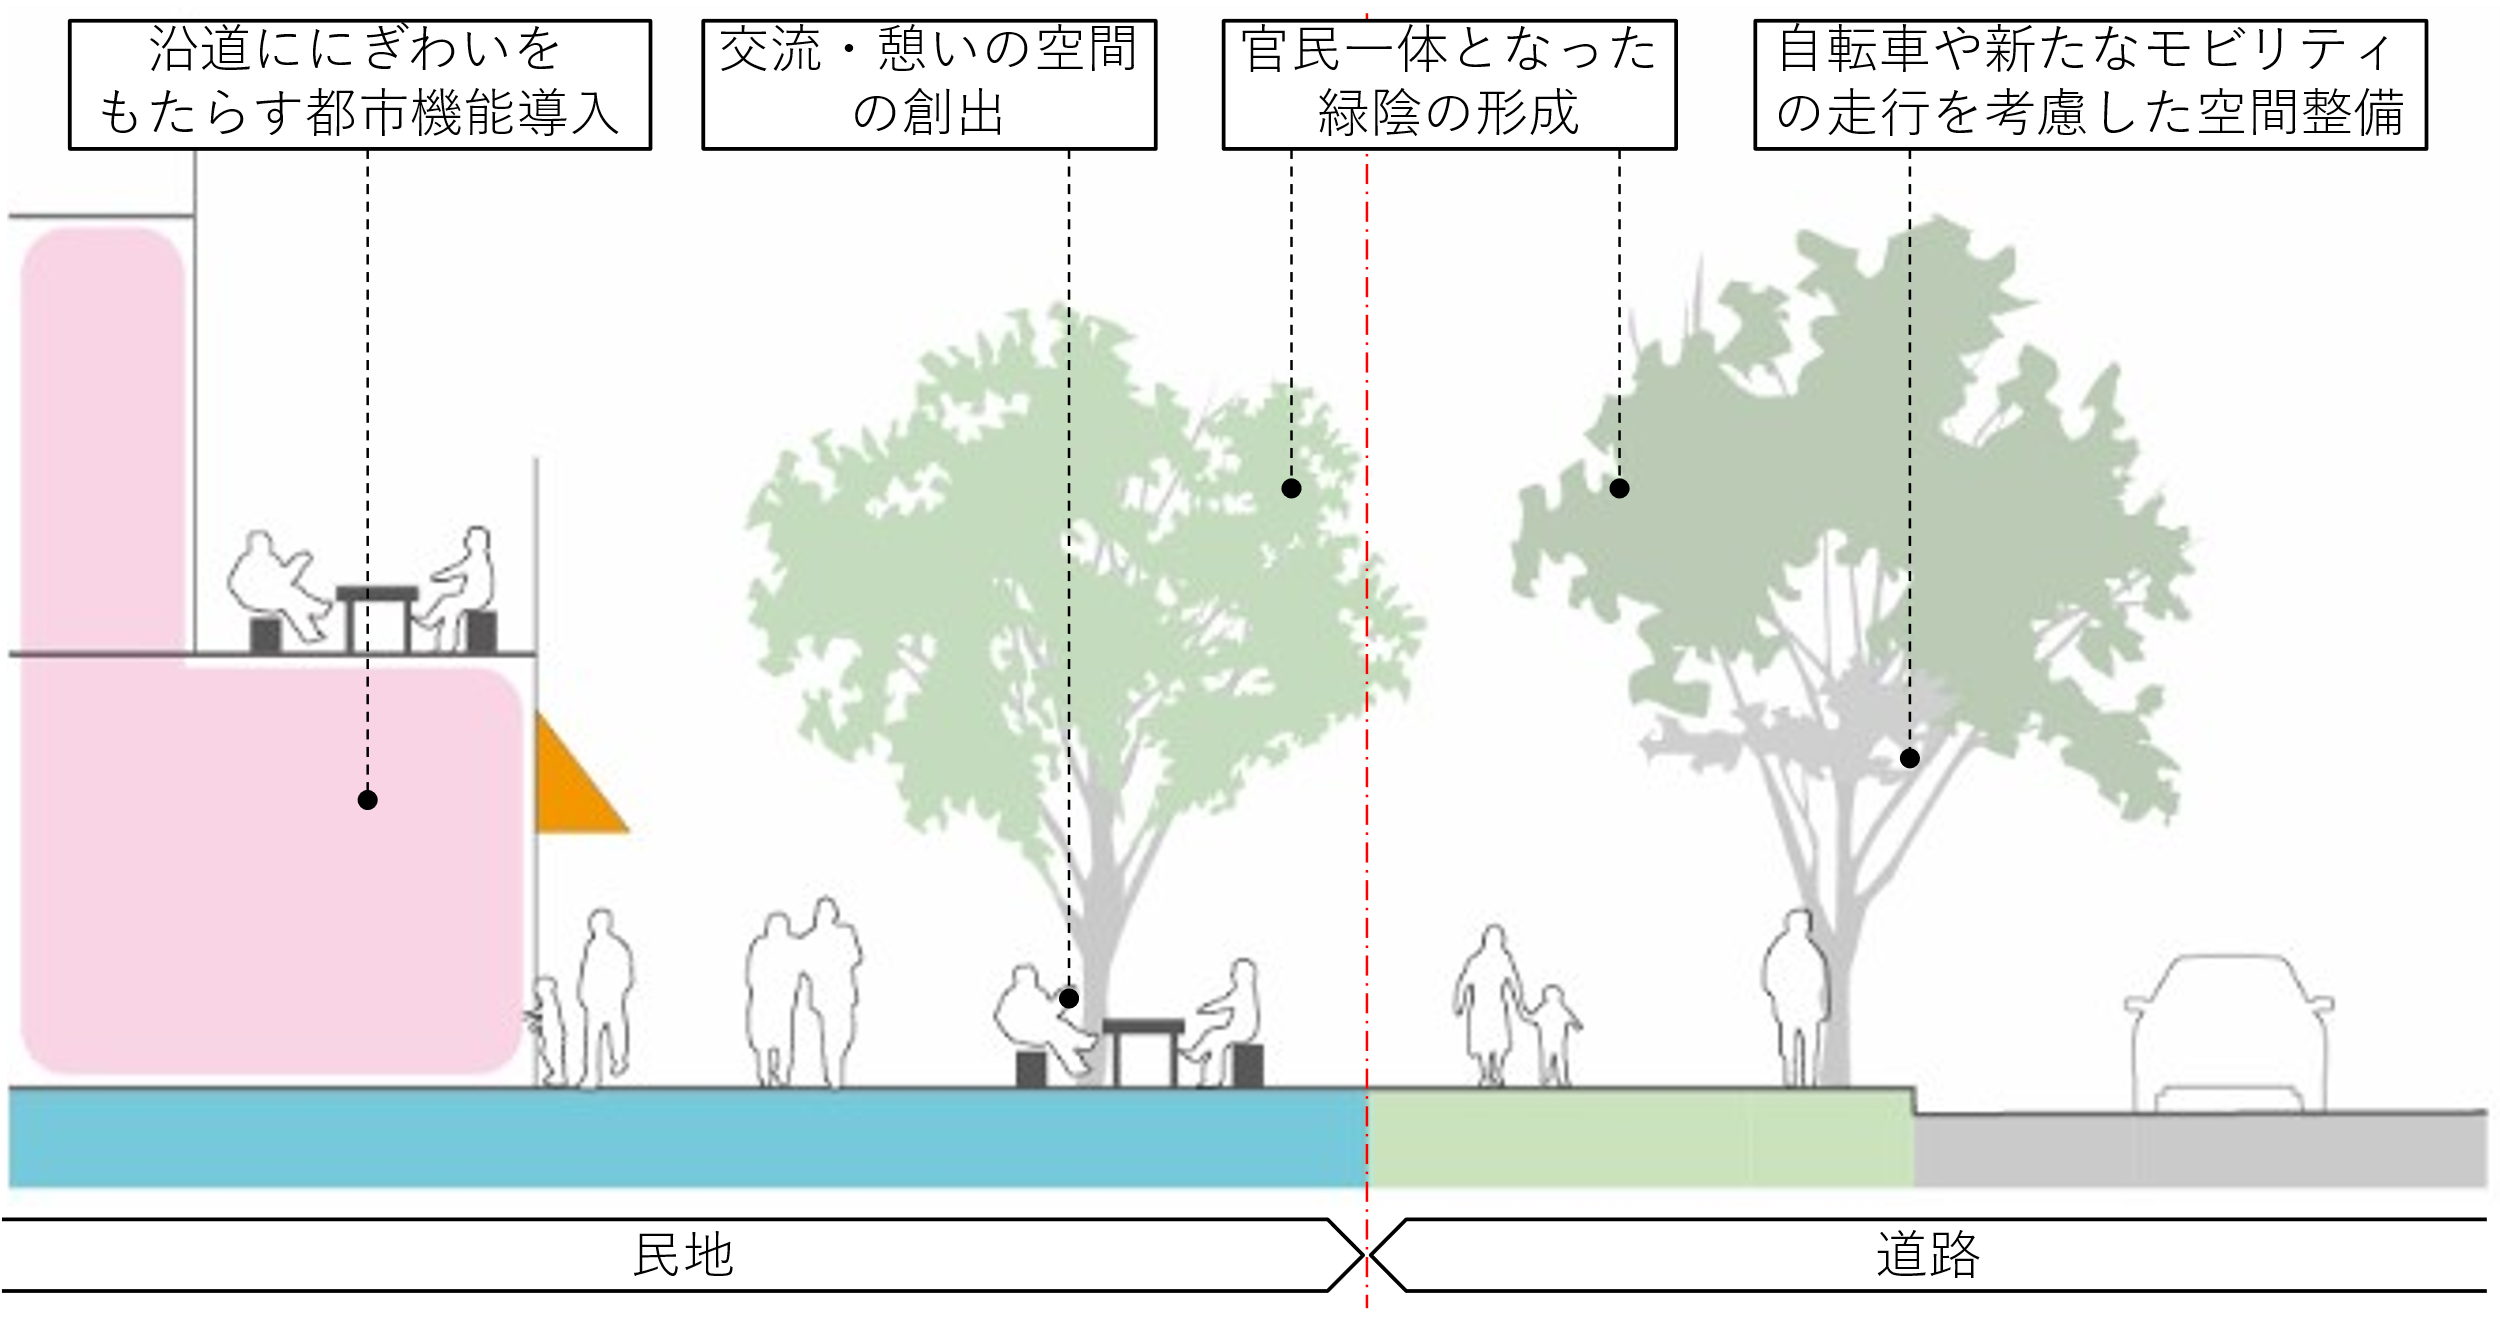 沿道ににぎわいを
もたらす都市機能導入
交流・憩いの空間
の創出
官民一体となった
緑陰の形成
自転車や新たなモビリティ
の走行を考慮した空間整備
民地
道路